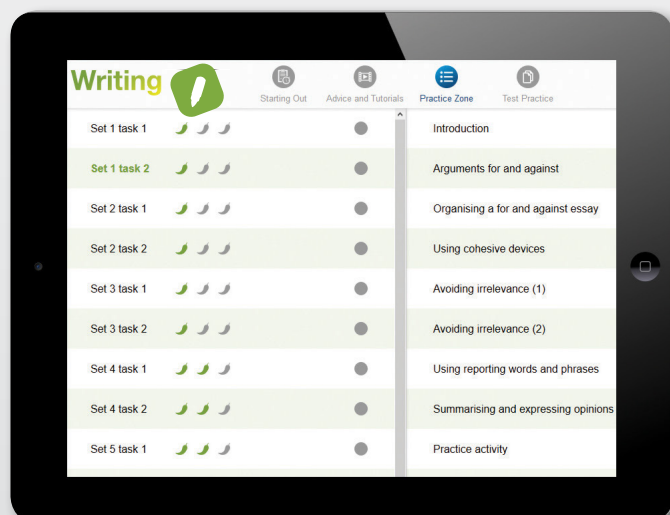 Writing
Starting Out
Advice and Tutorials
Practice Zone
Test Practice
Set 1 task 1
Set 1 task 2
Set 2 task 1
Set 2 task 2
Set 3 task 1
Set 3 task 2
Set 4 task 1
Set 4 task 2
Set 5 task 1
Introduction
Arguments for and against
Organising a for and against essay
Using cohesive devices
Avoiding irrelevance (1)
Avoiding irrelevance (2)
Using reporting words and phrases
Summarising and expressing opinions
Practice activity